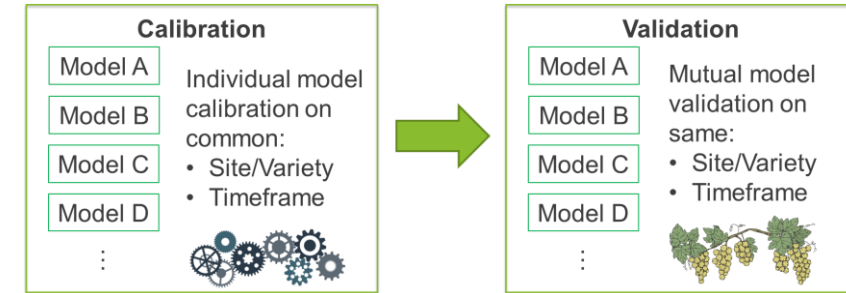 Calibration
Model A
Model B
Model C
Model D
⋮
Individual model
calibration on
common:
• Site/Variety
• Timeframe
Validation
Model A
Model B
Model C
Model D
⋮
Mutual model
validation on
same:
• Site/Variety
• Timeframe